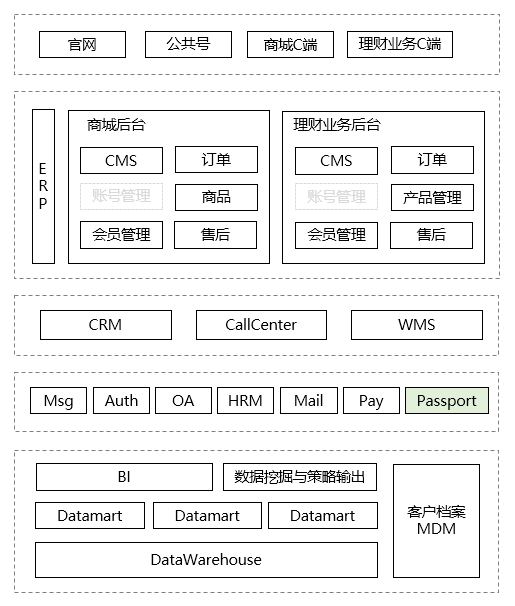 官网
公共号
商城C端
理财业务C端
ERP
商城后台
CMS
订单
账号管理
商品
会员管理
售后
理财业务后台
CMS
订单
账号管理
产品管理
会员管理
售后
CRM
CallCenter
WMS
Msg
Auth
OA
HRM
Mail
Pay
Passport
BI
数据挖掘与策略输出
Datamart
Datamart
Datamart
DataWarehouse
客户档案
MDM